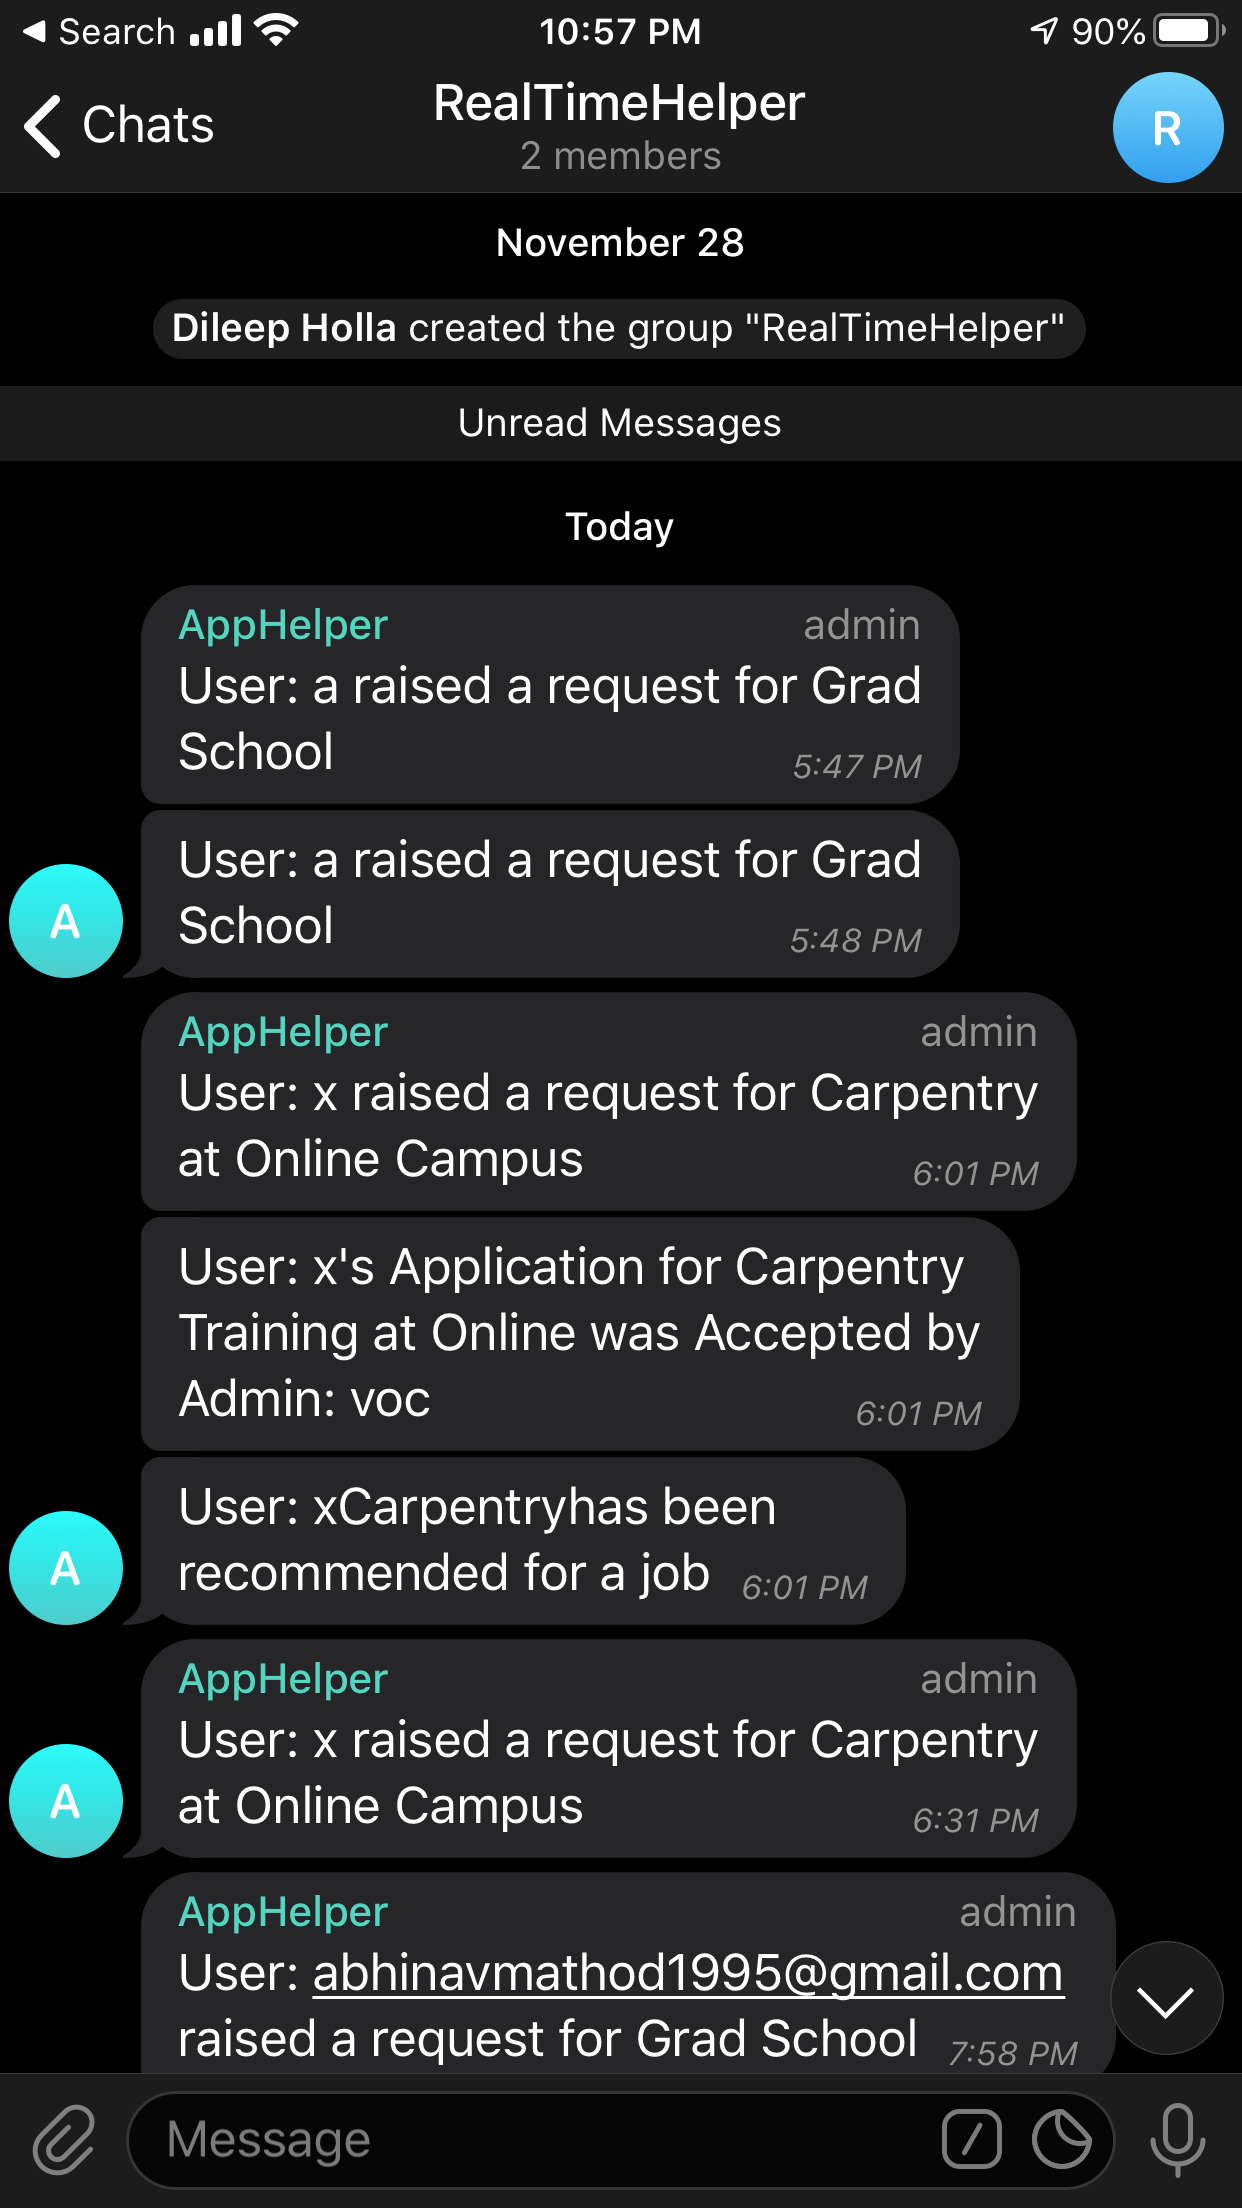 Search
10:57 PM
90%
Chats
RealTimeHelper
2 members
R
November 28
Dileep Holla created the group "RealTimeHelper"
Unread Messages
Today
AppHelper admin
User: a raised a request for Grad
School
5:47 PM
User: a raised a request for Grad
School
5:48 PM
A
AppHelper admin
User: x raised a request for Carpentry
at Online Campus
6:01 PM
User: x's Application for Carpentry
Training at Online was Accepted by
Admin: voc
6:01 PM
User: xCarpentryhas been
recommended for a job
6:01 PM
A
AppHelper admin
User: x raised a request for Carpentry
at Online Campus
6:31 PM
A
AppHelper admin
User: abhinavmathod1995@gmail.com
raised a request for Grad School
7:58 PM
Message